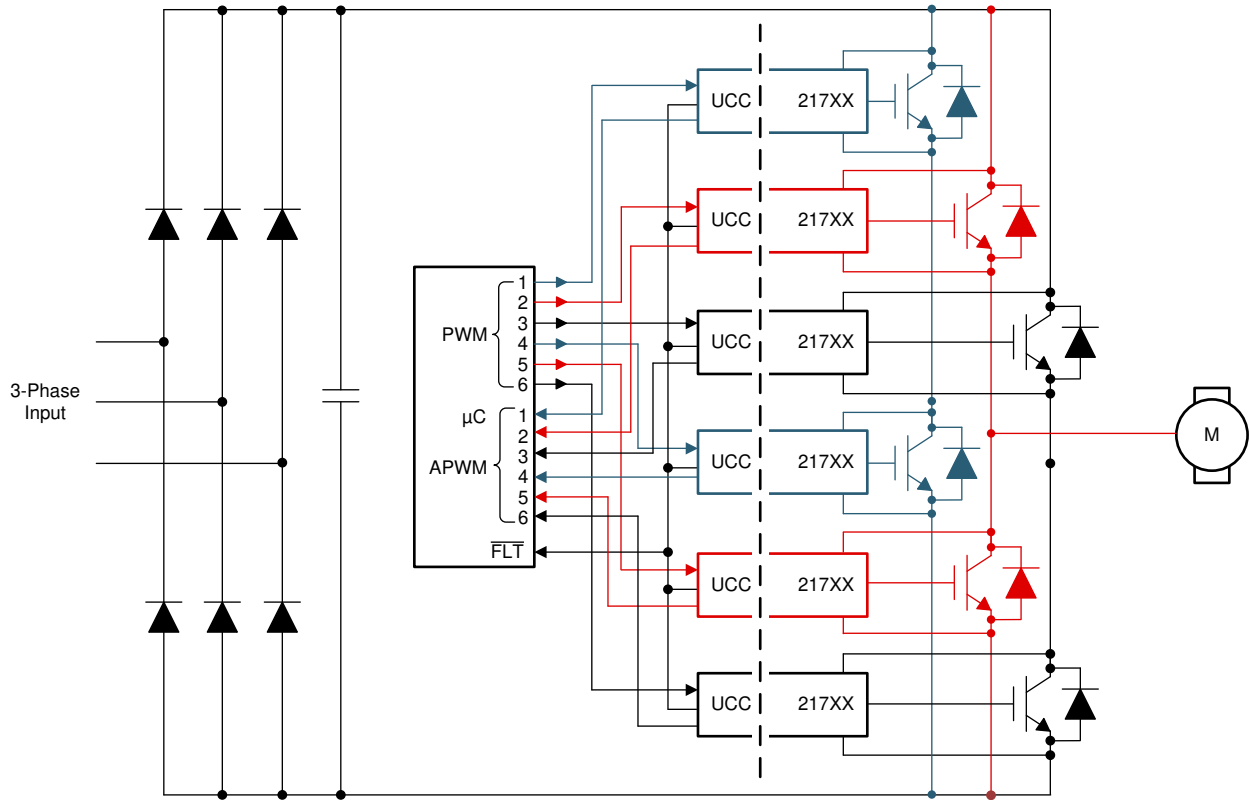 3-Phase
Input
µC
PWM
1
2
3
4
5
6
APWM
1
2
3
4
5
6
FLT
UCC 217XX
UCC 217XX
UCC 217XX
UCC 217XX
UCC 217XX
UCC 217XX
M